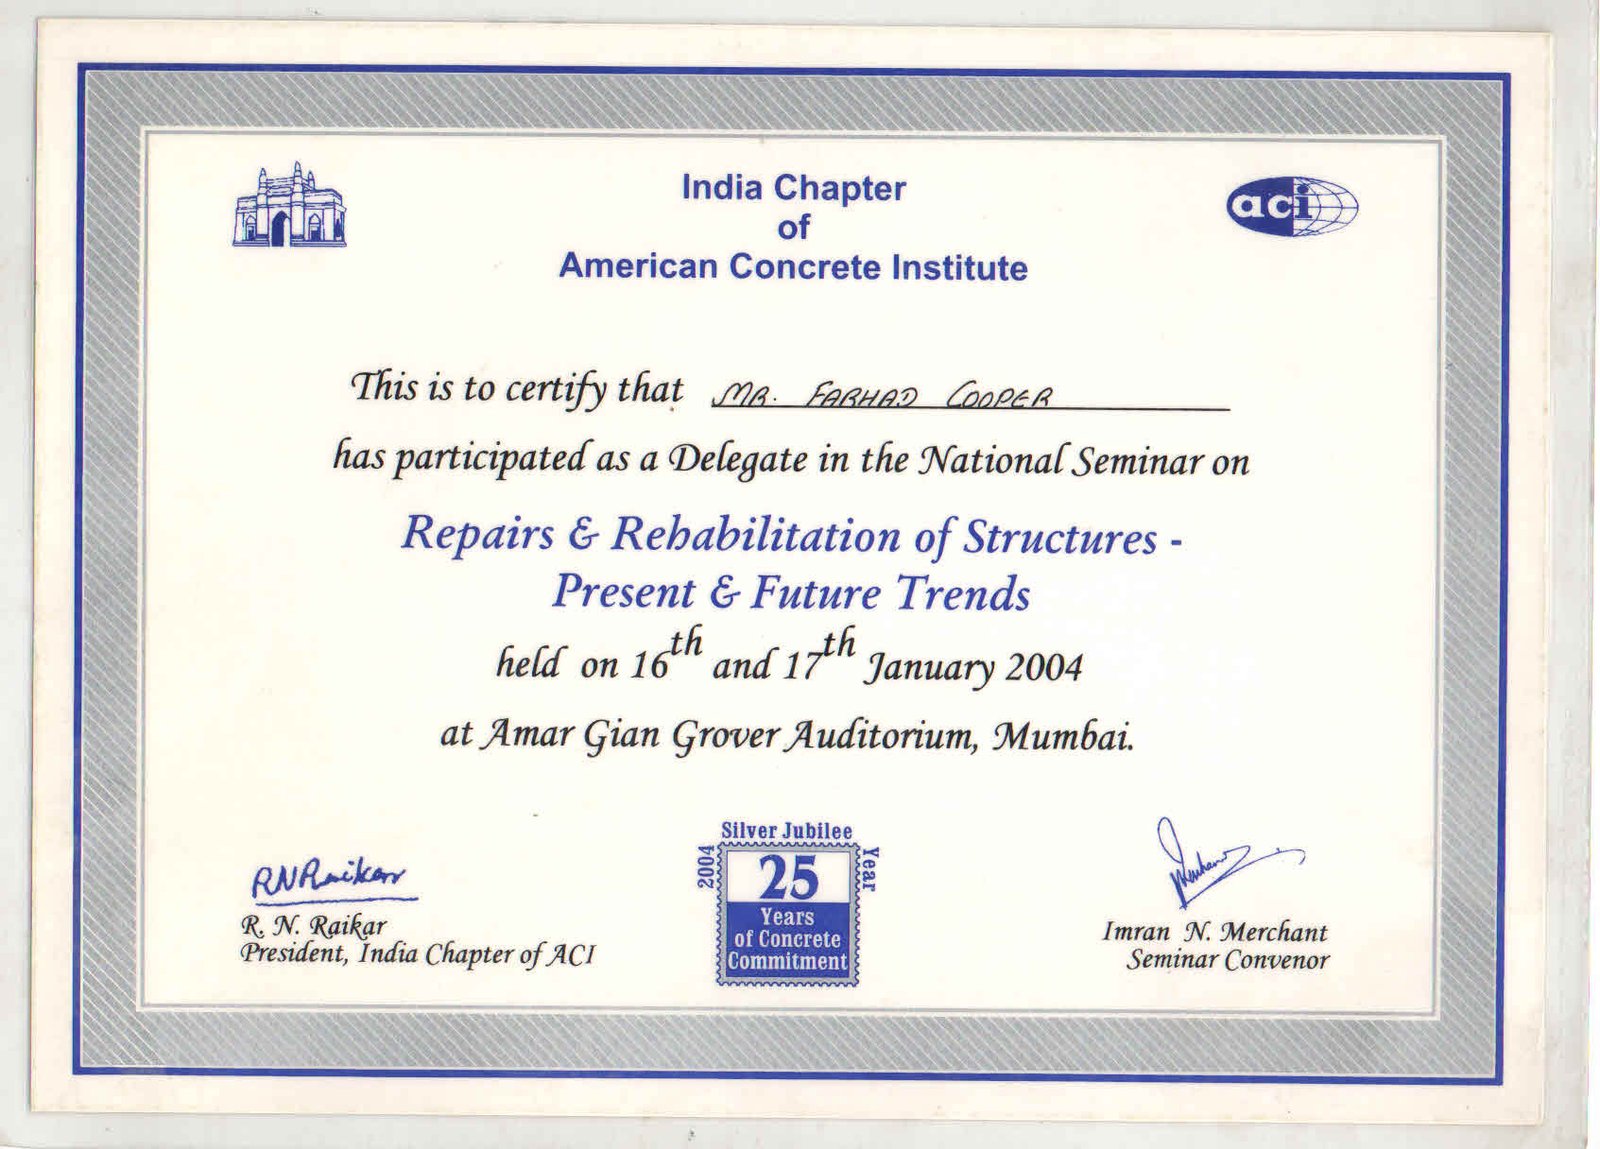 India Chapter
of
American Concrete Institute
aci
This is to certify that MR. FARHAD COOPER
has participated as a Delegate in the National Seminar on
Repairs & Rehabilitation of Structures -
Present & Future Trends
held on 16th and 17th January 2004
at Amar Gian Grover Auditorium, Mumbai.
RNRaikar
R. N. Raikar
President, India Chapter of ACI
Silver Jubilee
2004
Year
25
Years
of Concrete
Commitment
Imran N. Merchant
Seminar Convenor